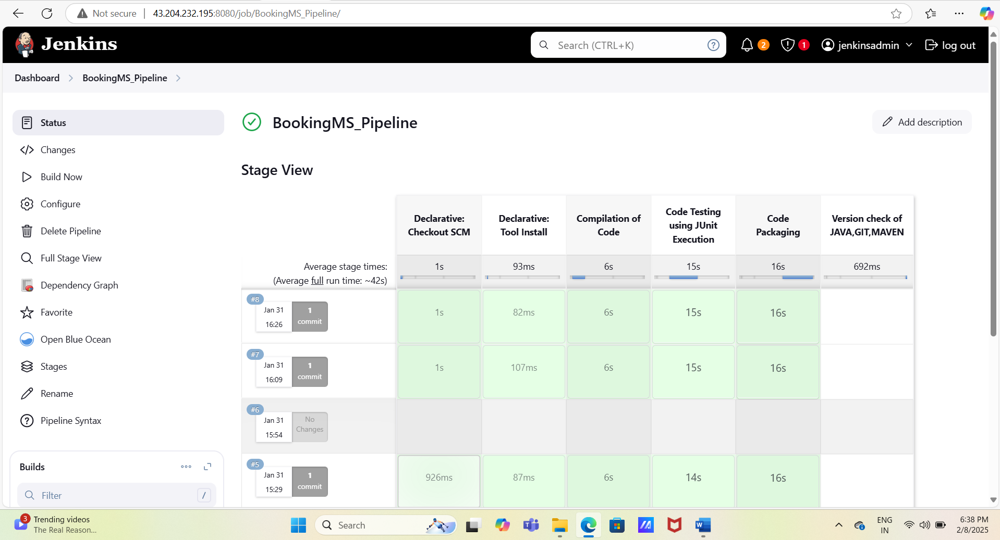 Not secure
43.204.232.195:8080/job/BookingMS_Pipeline/
Jenkins
Search (CTRL+K)
?
2
1
jenkinsadmin
log out
Dashboard
BookingMS_Pipeline
Status
Changes
Build Now
Configure
Delete Pipeline
Full Stage View
Dependency Graph
Favorite
Open Blue Ocean
Stages
Rename
Pipeline Syntax
Builds
Filter
/
BookingMS_Pipeline
Add description
Stage View
Declarative:
Checkout SCM
Declarative:
Tool Install
Compilation of
Code
Code Testing
using JUnit
Execution
Code
Packaging
Version check of
JAVA,GIT,MAVEN
Average stage times:
(Average full run time: ~42s)
1s
93ms
6s
15s
16s
692ms
#8
Jan 31
16:26
1
commit
1s
82ms
6s
15s
16s
#7
Jan 31
16:09
1
commit
1s
107ms
6s
15s
16s
#6
Jan 31
15:54
No
Changes
#5
Jan 31
15:29
1
commit
926ms
87ms
6s
14s
16s
3
Trending videos
The Real Reason...
Search
ENG
IN
6:38 PM
2/8/2025